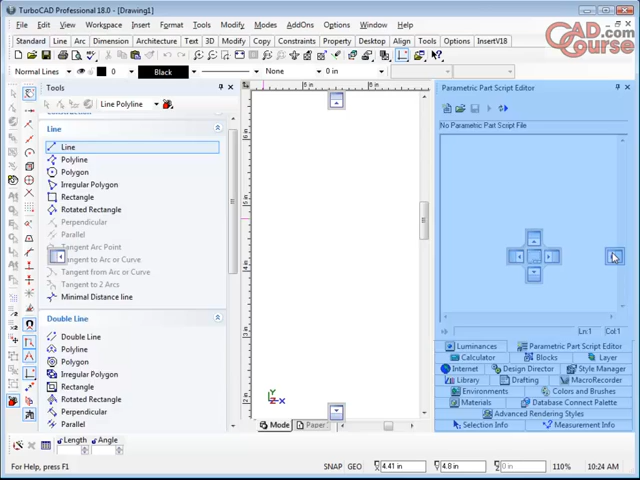 TurboCAD Professional - [Drawing1]
CAD.com
Course
File Edit View Workspace Insert Format Tools Modify Modes AddOns Options Window Help
Standard Line Arc Dimension Architecture Text 3D Modify Copy Constraints Property Desktop Align Tools Options InsertV18
Normal Lines 0 Black None 0 in
Tools
Line Polyline
Line
Line
Polyline
Polygon
Irregular Polygon
Rectangle
Rotated Rectangle
Perpendicular
Parallel
Tangent Arc Point
Tangent to Arc or Curve
Tangent from Arc or Curve
Tangent to 2 Arcs
Minimal Distance line
Double Line
Double Line
Polyline
Polygon
Irregular Polygon
Rectangle
Rotated Rectangle
Perpendicular
Parallel
Parametric Part Script Editor
No Parametric Part Script File
Ln:1 Col1
Luminances Parametric Part Script Editor
Calculator Blocks Layer
Internet Design Director Style Manager
Library Drafting MacroRecorder
Environments Colors and Brushes
Materials Database Connect Palette
Advanced Rendering Styles
Selection Info Measurement Info
Mode Paper
Length Angle
For Help, press F1 SNAP GEO 4.41 in 4.8 in 0 in 110% 10:24 AM